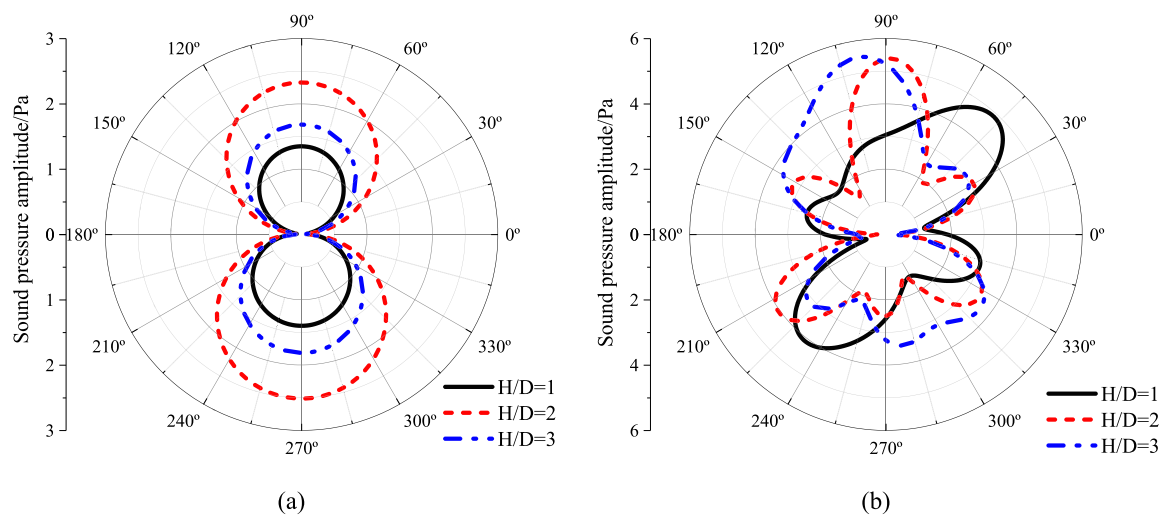 90º
120º
60º
150º
30º
180º
0º
210º
330º
240º
300º
270º
3
2
1
0
1
2
3
Sound pressure amplitude/Pa
H/D=1
H/D=2
H/D=3
(a)
90º
120º
60º
150º
30º
180º
0º
210º
330º
240º
300º
270º
6
4
2
0
2
4
6
Sound pressure amplitude/Pa
H/D=1
H/D=2
H/D=3
(b)